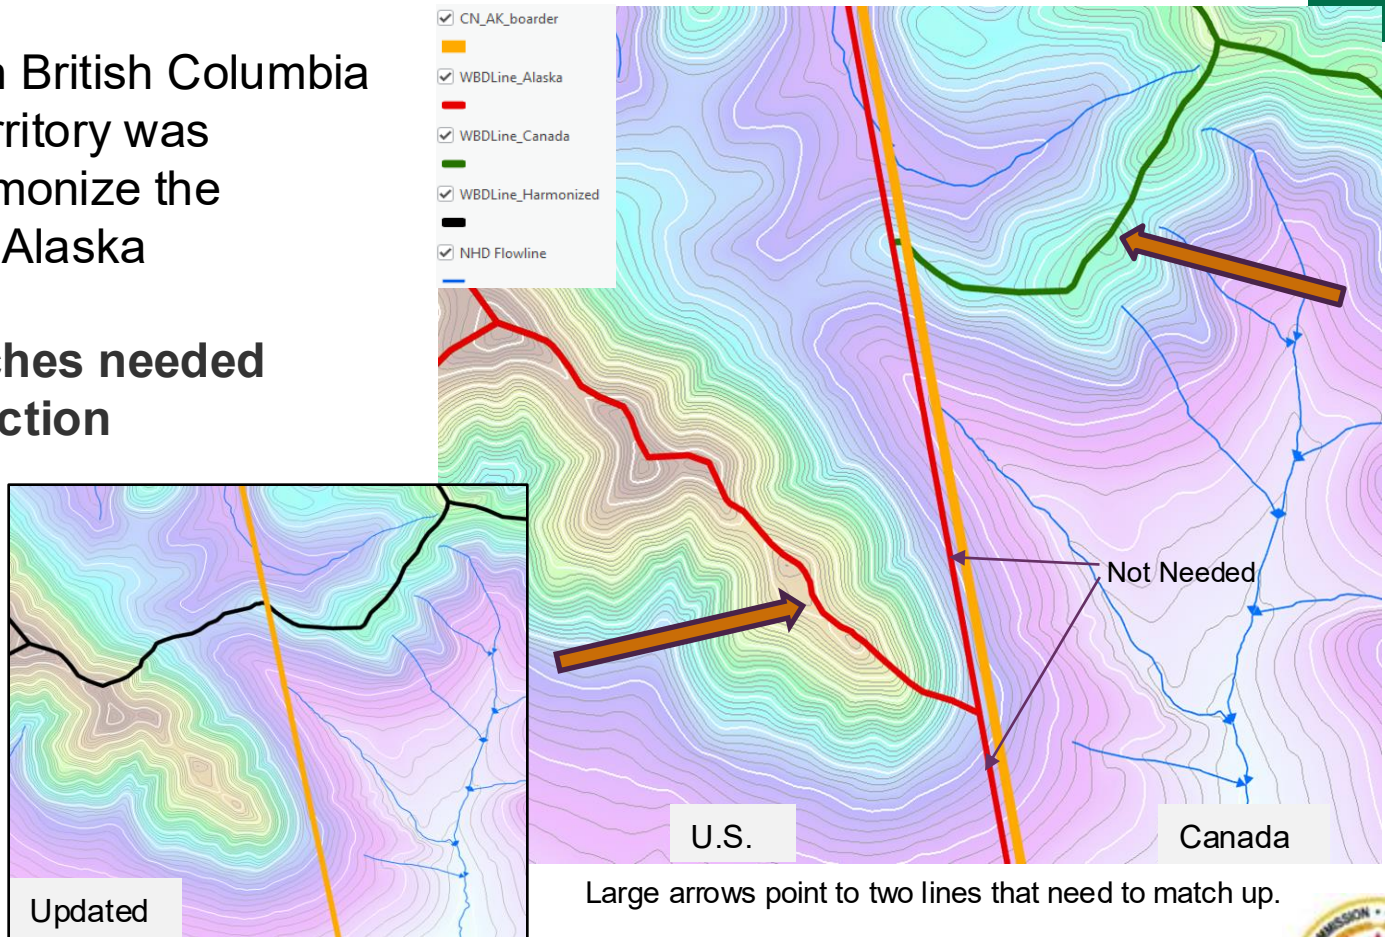 n British Columbia
rritory was
monize the
Alaska
ches needed
ction
CN_AK_boarder
WBDLine_Alaska
WBDLine_Canada
WBDLine_Harmonized
NHD Flowline
Not Needed
U.S.
Canada
Updated
Large arrows point to two lines that need to match up.
MISSION